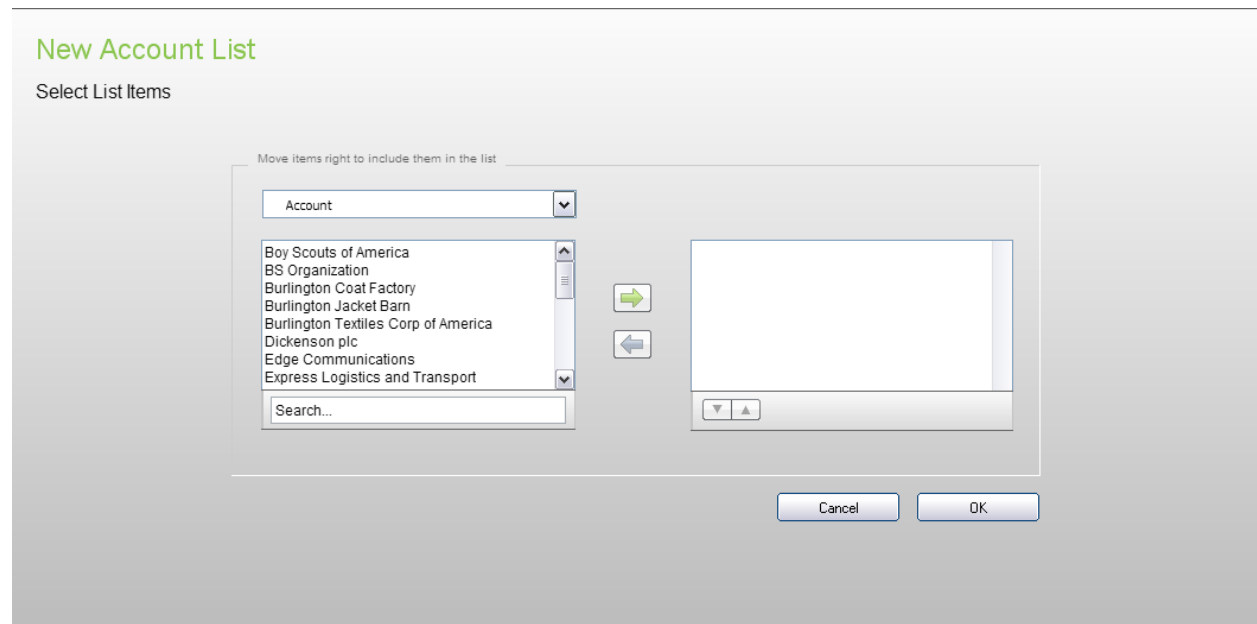 New Account List
Select List Items
Move items right to include them in the list
Account
Boy Scouts of America
BS Organization
Burlington Coat Factory
Burlington Jacket Barn
Burlington Textiles Corp of America
Dickenson plc
Edge Communications
Express Logistics and Transport
Search...
Cancel
OK